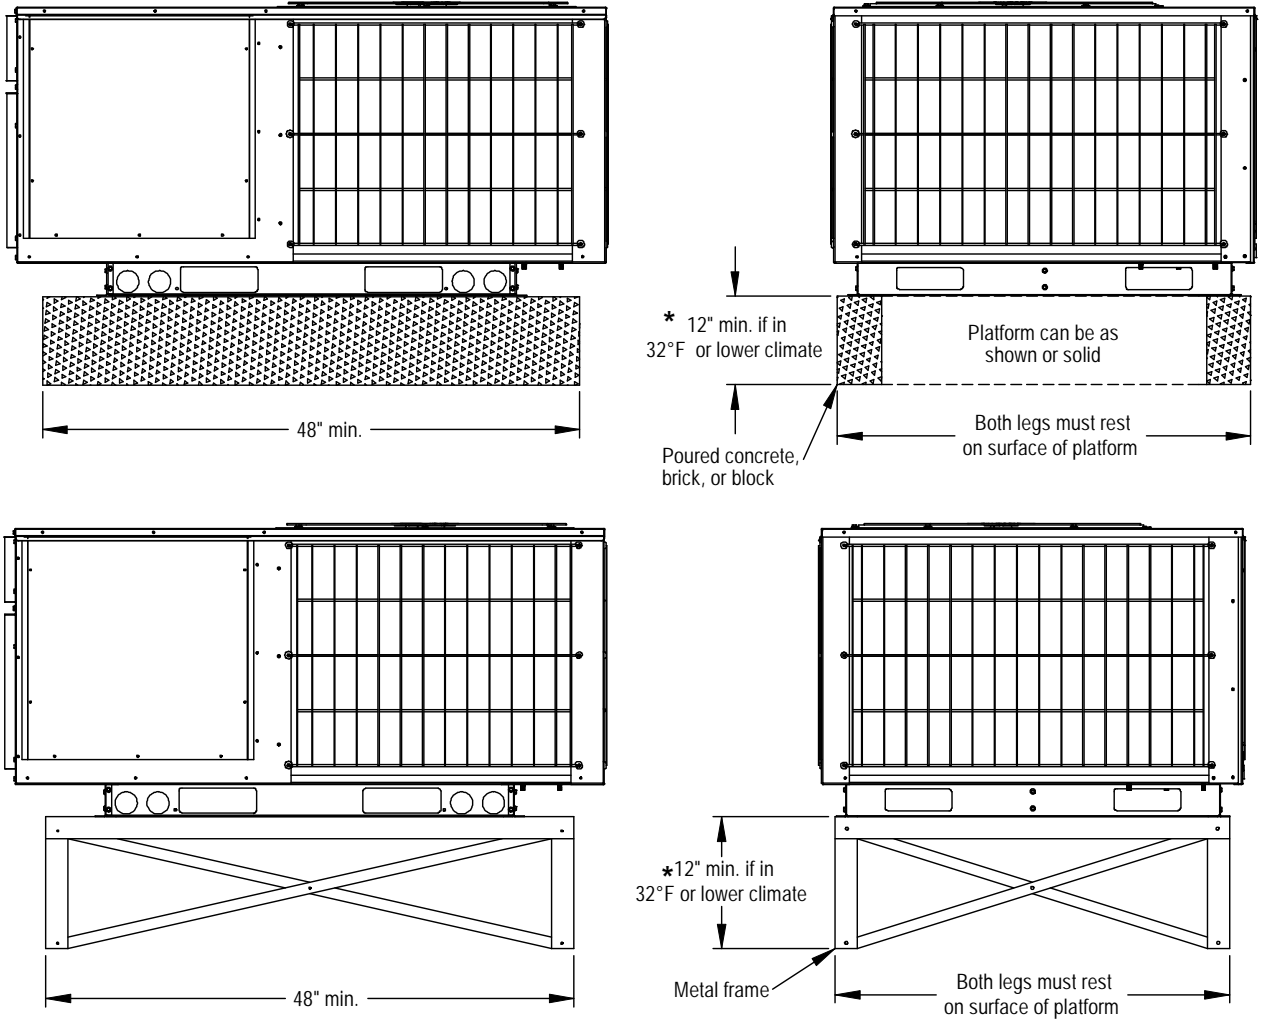 * 12" min. if in
32°F or lower climate
Platform can be as
shown or solid
48" min.
Both legs must rest
on surface of platform
Poured concrete,
brick, or block
*12" min. if in
32°F or lower climate
Metal frame
48" min.
Both legs must rest
on surface of platform